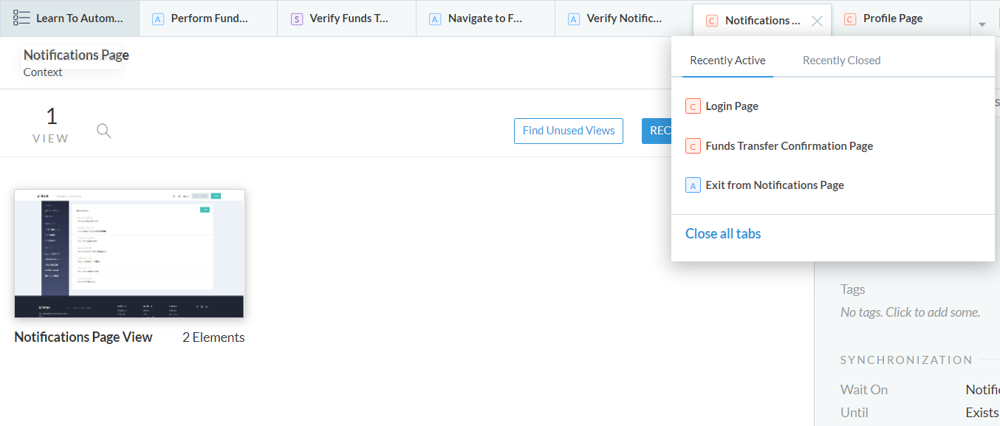 Learn To Autom...
A Perform Fund...
S Verify Funds T...
A Navigate to F...
A Verify Notific...
C Notifications ...
C Profile Page
Notifications Page
Context
1
VIEW
Find Unused Views
REC
Recently Active
Recently Closed
C Login Page
C Funds Transfer Confirmation Page
A Exit from Notifications Page
Close all tabs
Notifications Page View
2 Elements
Tags
No tags. Click to add some.
SYNCHRONIZATION
Wait On
Notific
Until
Exists